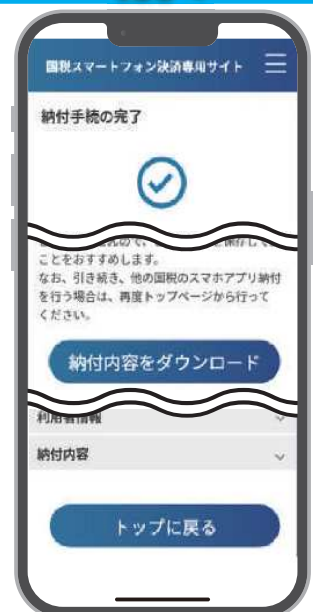 国税スマートフォン決済専用サイト
納付手続の完了
ことをおすすめします。
なお、引き続き、他の国税のスマホアプリ納付
を行う場合は、再度トップページから行って
ください。
納付内容をダウンロード
利用者情報
納付内容
トップに戻る